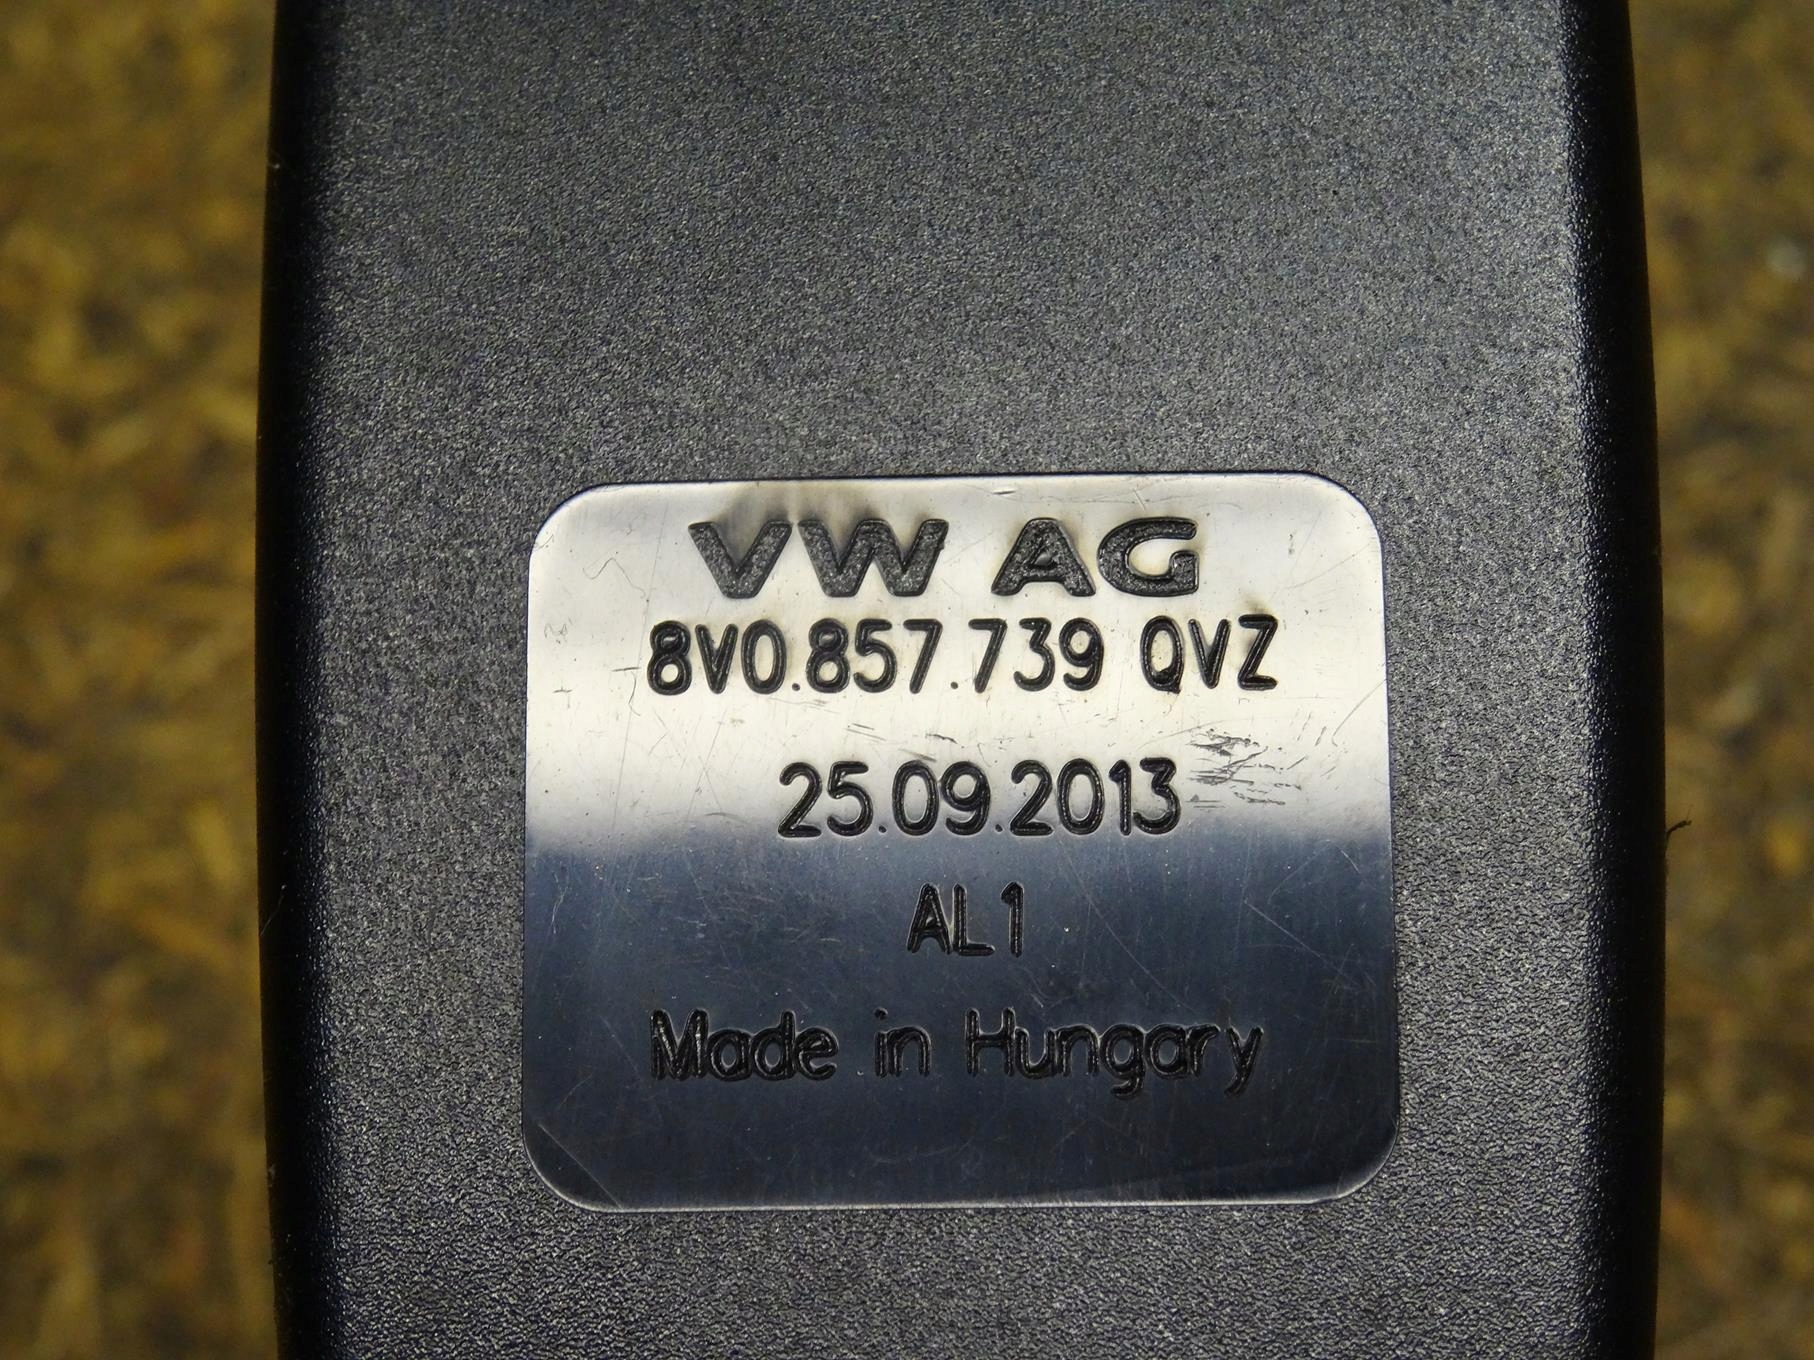 VW AG
8V0.857.739 QVZ
25.09.2013
AL1
Made in Hungary